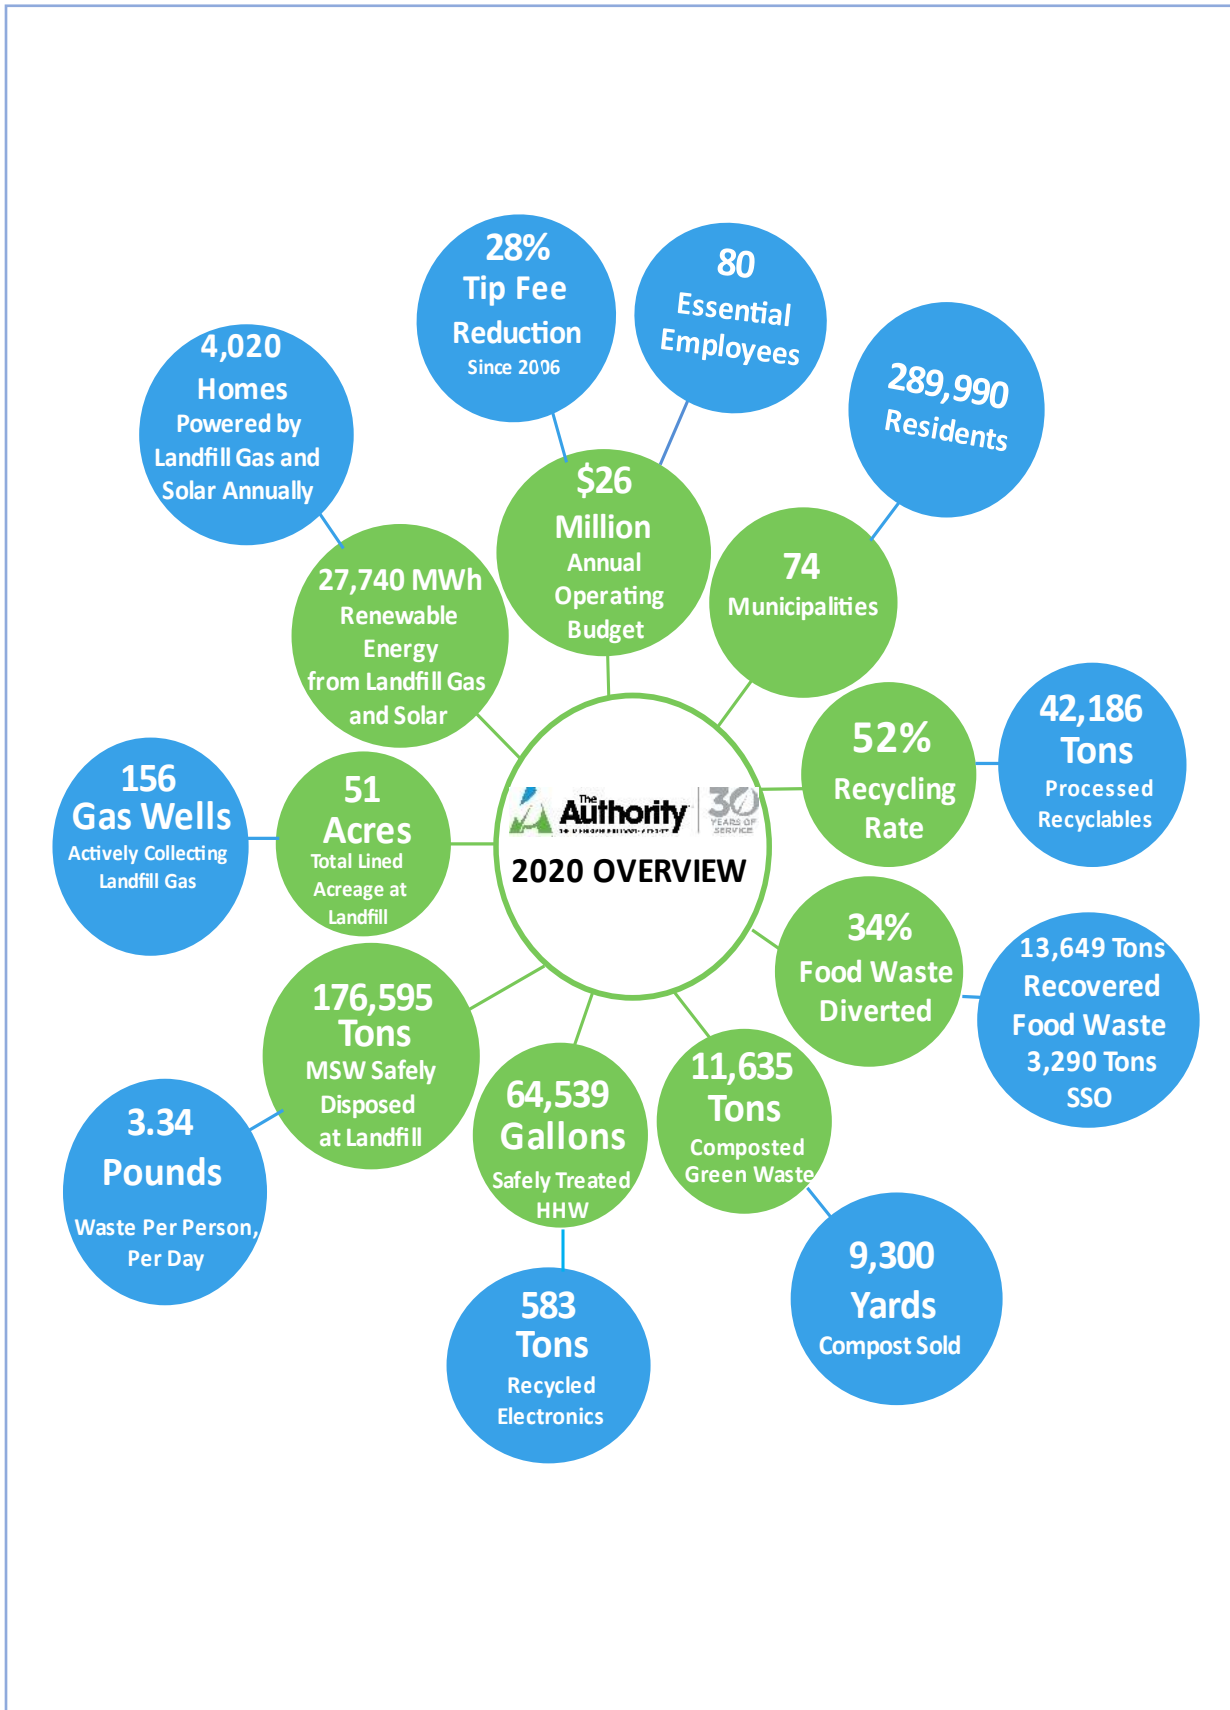 28%
Tip Fee
Reduction
Since 2006
80
Essential
Employees
289,990
Residents
4,020
Homes
Powered by
Landfill Gas and
Solar Annually
$26
Million
Annual
Operating
Budget
74
Municipalities
27,740 MWh
Renewable
Energy
from Landfill Gas
and Solar
52%
Recycling
Rate
42,186
Tons
Processed
Recyclables
156
Gas Wells
Actively Collecting
Landfill Gas
51
Acres
Total Lined
Acreage at
Landfill
The
Authority
30
YEARS OF
SERVICE
2020 OVERVIEW
34%
Food Waste
Diverted
13,649 Tons
Recovered
Food Waste
3,290 Tons
SSO
176,595
Tons
MSW Safely
Disposed
at Landfill
3.34
Pounds
Waste Per Person,
Per Day
64,539
Gallons
Safely Treated
HHW
11,635
Tons
Composted
Green Waste
583
Tons
Recycled
Electronics
9,300
Yards
Compost Sold